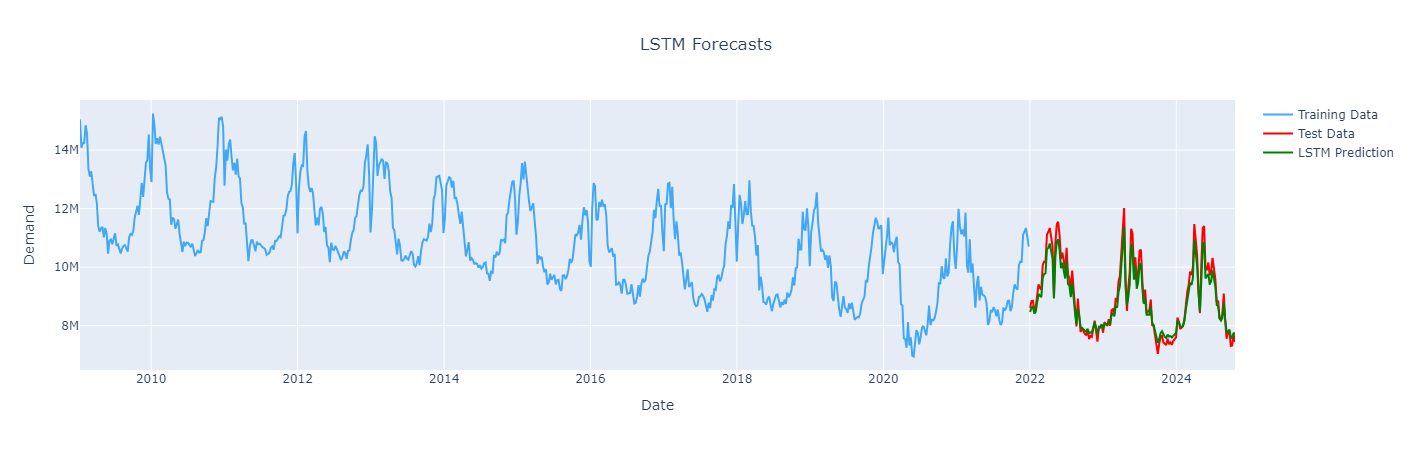 LSTM Forecasts
Training Data
Test Data
LSTM Prediction
14M
12M
10M
8M
Demand
2010 2012 2014 2016 2018 2020 2022 2024
Date